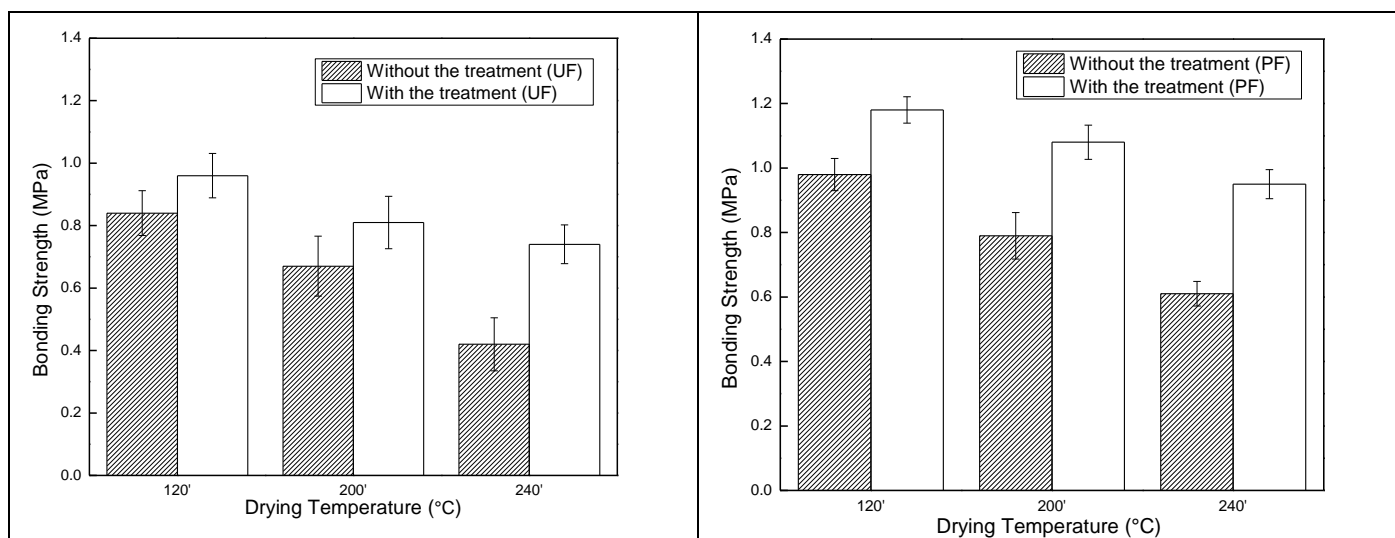 1.4
1.2
1.0
0.8
0.6
0.4
0.2
0.0
Bonding Strength (MPa)
Without the treatment (UF)
With the treatment (UF)
120' 200' 240'
Drying Temperature (°C)
1.4
1.2
1.0
0.8
0.6
0.4
0.2
0.0
Bonding Strength (MPa)
Without the treatment (PF)
With the treatment (PF)
120' 200' 240'
Drying Temperature (°C)